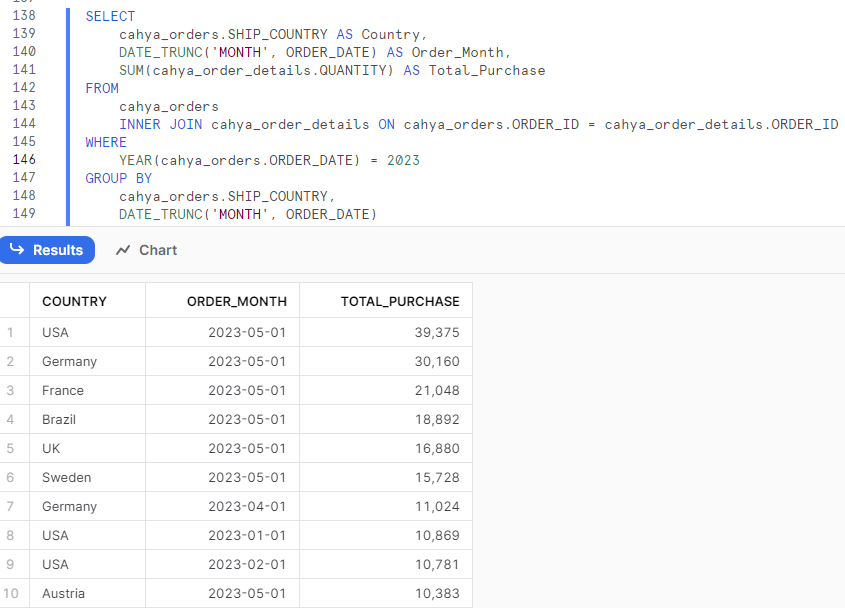 138 SELECT
139 cahya_orders.SHIP_COUNTRY AS Country,
140 DATE_TRUNC('MONTH', ORDER_DATE) AS Order_Month,
141 SUM(cahya_order_details.QUANTITY) AS Total_Purchase
142 FROM
143 cahya_orders
144 INNER JOIN cahya_order_details ON cahya_orders.ORDER_ID = cahya_order_details.ORDER_ID
145 WHERE
146 YEAR(cahya_orders.ORDER_DATE) = 2023
147 GROUP BY
148 cahya_orders.SHIP_COUNTRY,
149 DATE_TRUNC('MONTH', ORDER_DATE)
Results Chart
COUNTRY ORDER_MONTH TOTAL_PURCHASE
1 USA 2023-05-01 39,375
2 Germany 2023-05-01 30,160
3 France 2023-05-01 21,048
4 Brazil 2023-05-01 18,892
5 UK 2023-05-01 16,880
6 Sweden 2023-05-01 15,728
7 Germany 2023-04-01 11,024
8 USA 2023-01-01 10,869
9 USA 2023-02-01 10,781
10 Austria 2023-05-01 10,383